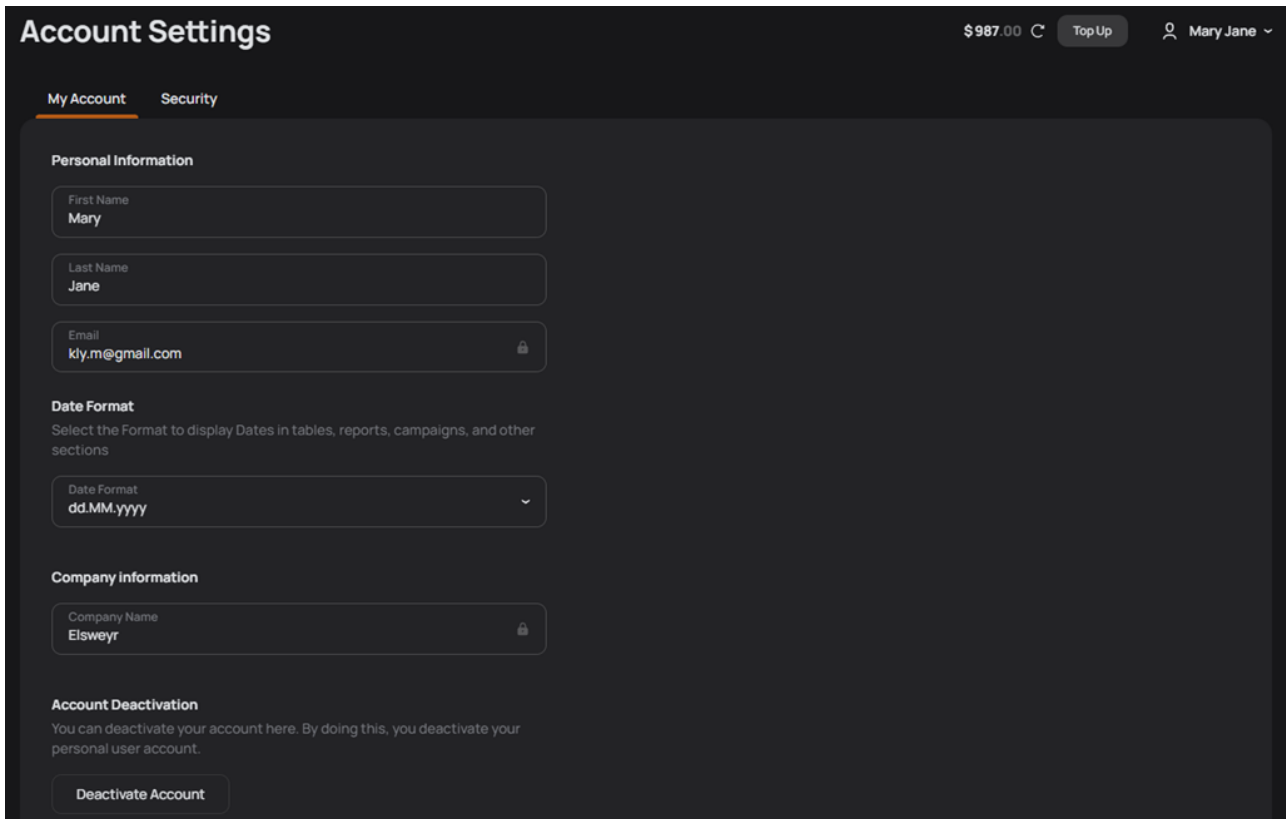 Account Settings
$987.00
Top Up
Mary Jane
My Account
Security
Personal Information
First Name
Mary
Last Name
Jane
Email
kly.m@gmail.com
Date Format
Select the Format to display Dates in tables, reports, campaigns, and other
sections
Date Format
dd.MM.yyyy
Company information
Company Name
Elsweyr
Account Deactivation
You can deactivate your account here. By doing this, you deactivate your
personal user account.
Deactivate Account